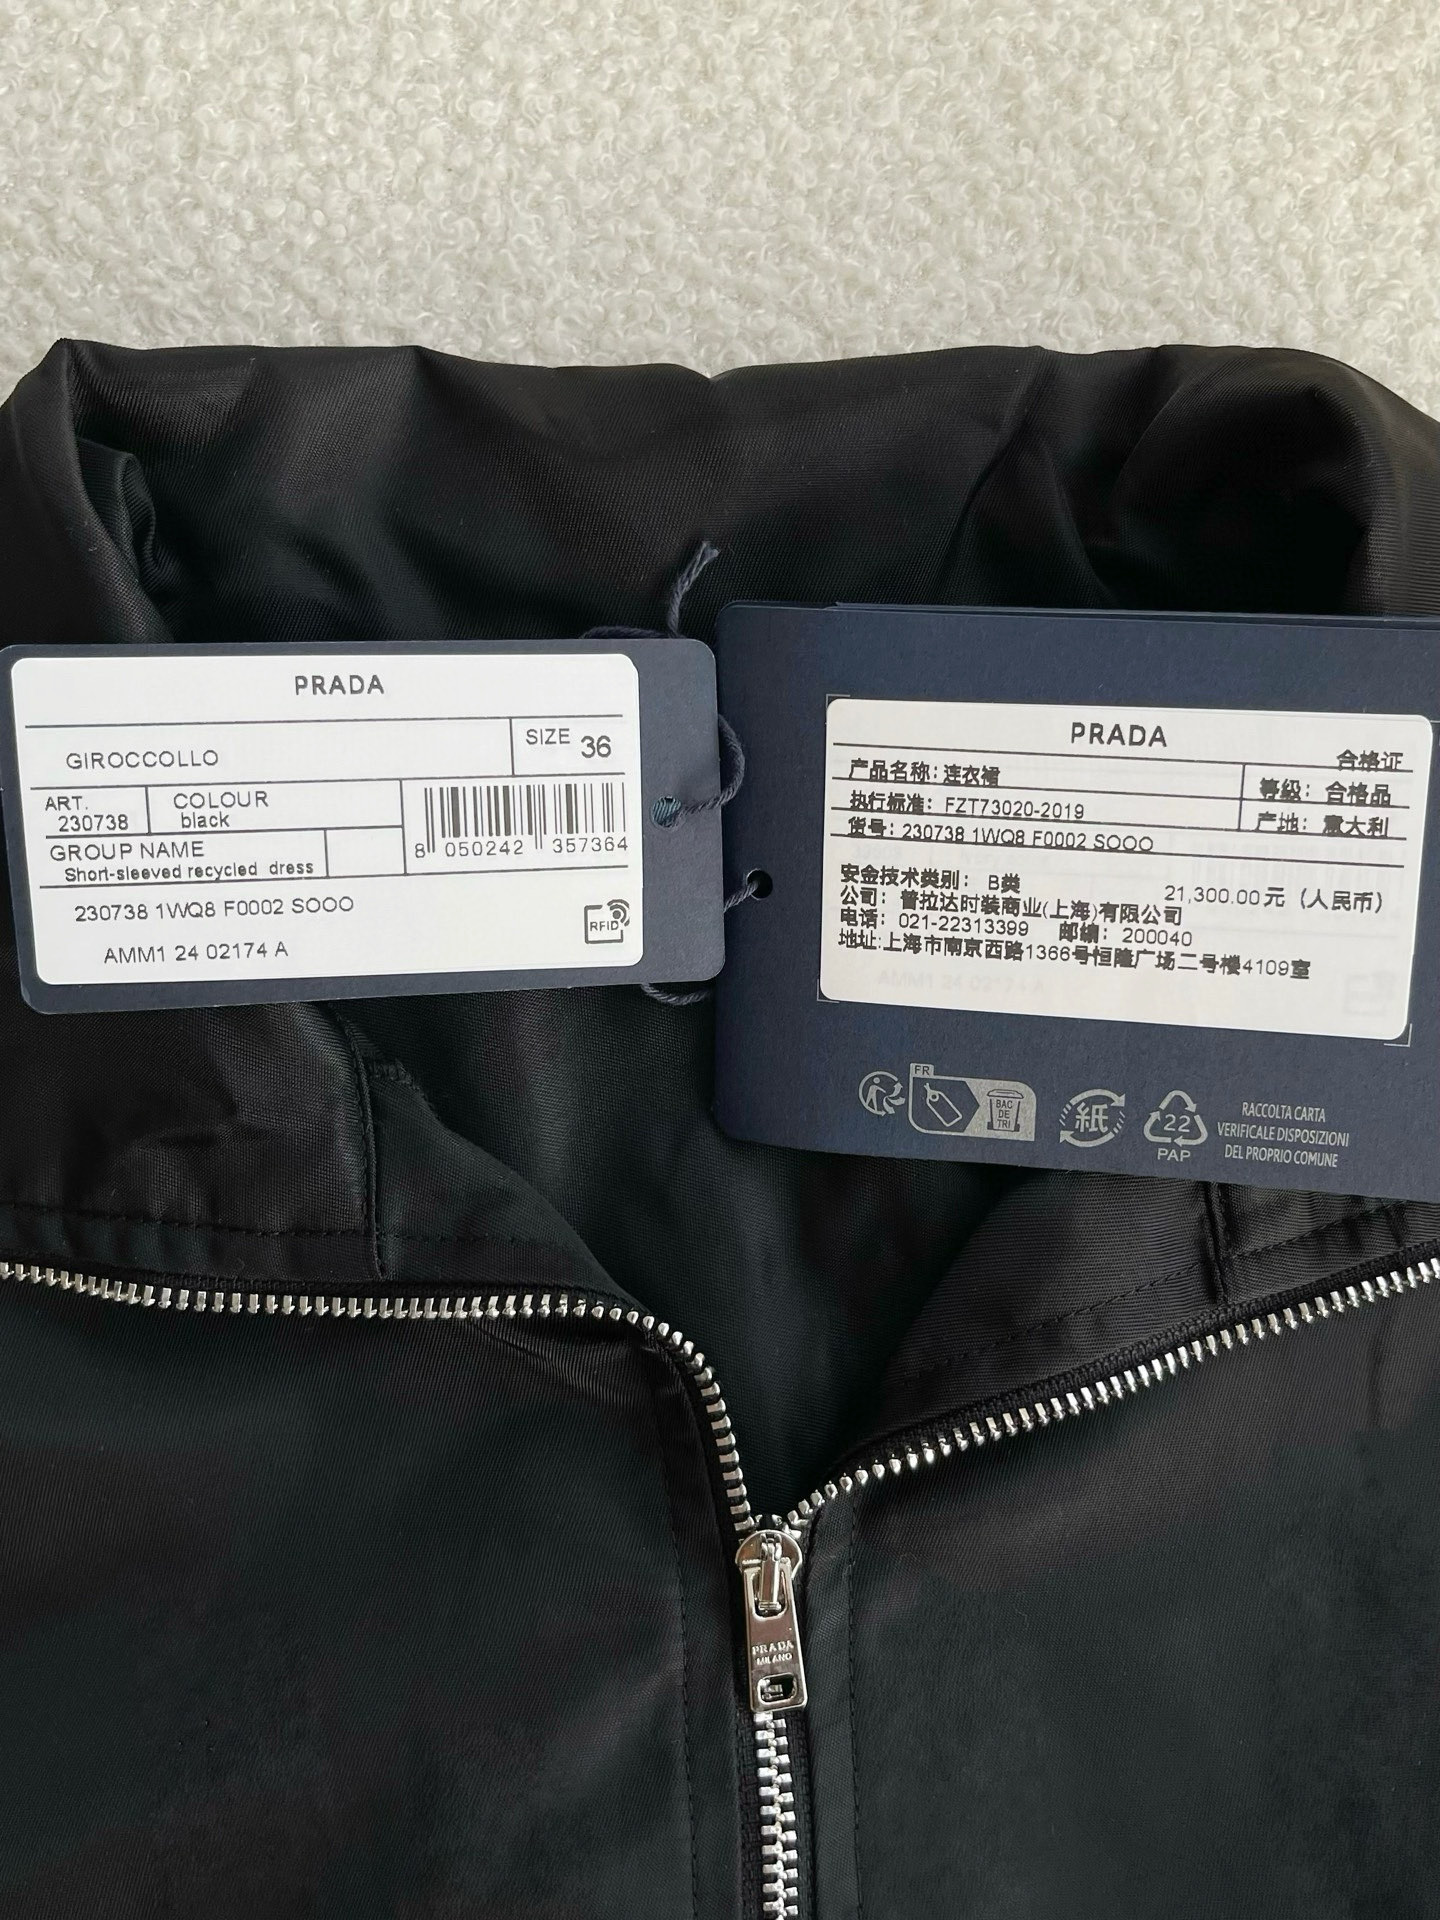 PRADA
GIROCCOLLO
SIZE 36
ART.
230738
COLOUR
black
GROUP NAME
Short-sleeved recycled dress
8 050242 357364
230738 1WQ8 F0002 SOOO
RFID
AMM1 24 02174 A
PRADA
合格证
产品名称: 连衣裙
等级: 合格品
执行标准: FZT73020-2019
产地: 意大利
货号: 230738 1WQ8 F0002 SOOO
安全技术类别: B类
21,300.00元 (人民币)
公司: 普拉达时装商业(上海)有限公司
电话: 021-22313399 邮编: 200040
地址:上海市南京西路1366号恒隆广场二号楼4109室
AMM1 24 02174 A
FR
BAC
DE
TRI
紙
22
PAP
RACCOLTA CARTA
VERIFICALE DISPOSIZIONI
DEL PROPRIO COMUNE
PRADA
MILANO